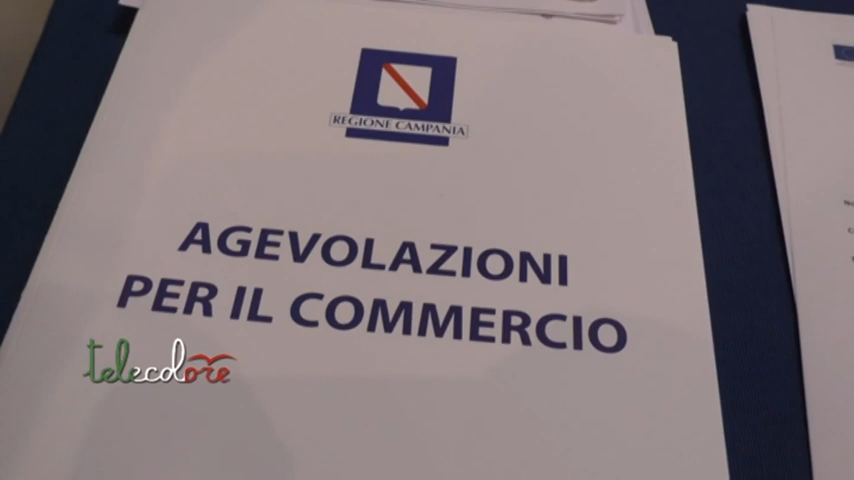 REGIONE CAMPANIA
AGEVOLAZIONI
PER IL COMMERCIO
telecolore